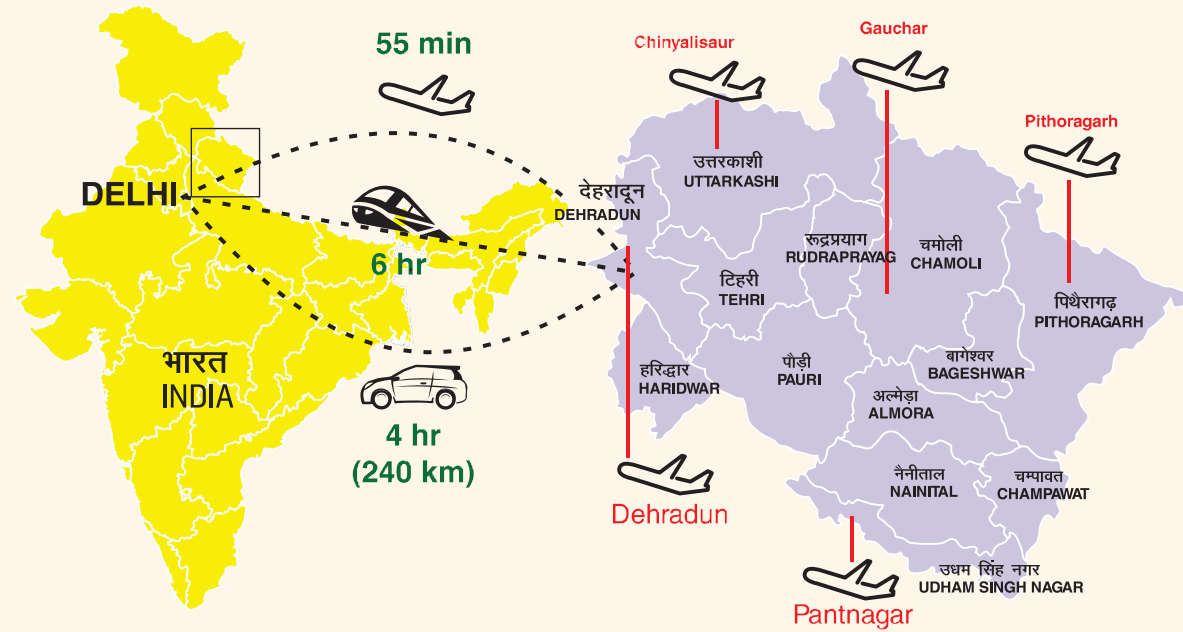 55 min
DELHI
6 hr
भारत
INDIA
4 hr
(240 km)
Chinyalisaur
Gauchar
Pithoragarh
उत्तरकाशी
UTTARKASHI
देहरादून
DEHRADUN
रूद्रप्रयाग
RUDRAPRAYAG
चमोली
CHAMOLI
टिहरी
TEHRI
पिथैरागढ़
PITHORAGARH
हरिद्धार
HARIDWAR
पौड़ी
PAURI
बागेश्वर
BAGESHWAR
अल्मेड़ा
ALMORA
नैनीताल
NAINITAL
चम्पावत
CHAMPAWAT
Dehradun
उधम सिंह नगर
UDHAM SINGH NAGAR
Pantnagar